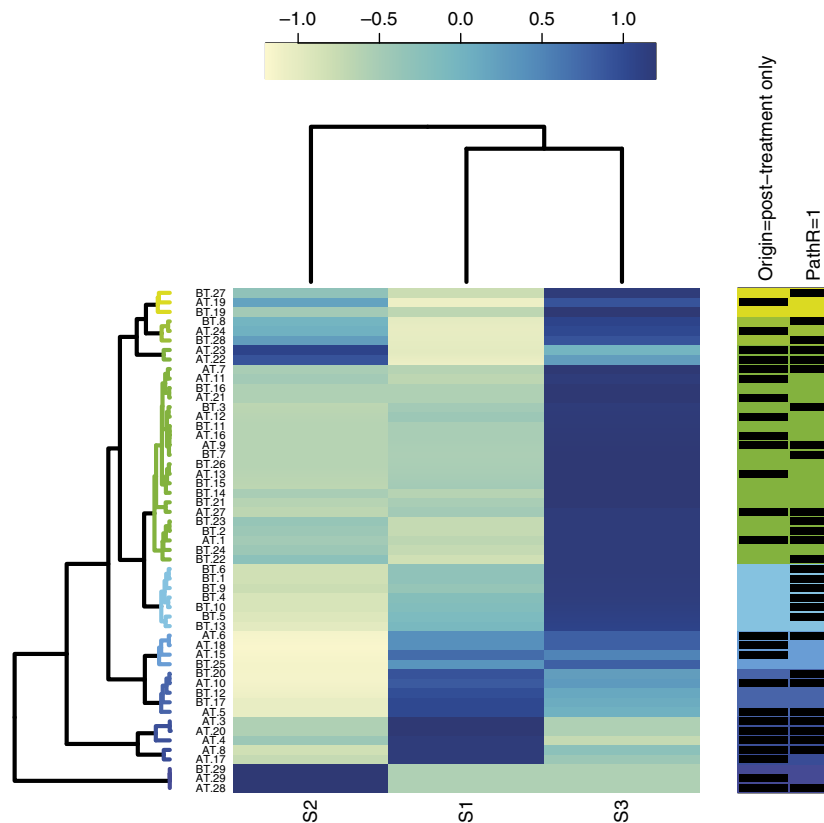 −1.0 −0.5 0.0 0.5 1.0
Origin=post−treatment only
PathR=1
BT.27
AT.19
BT.19
BT.8
AT.24
BT.28
AT.23
AT.22
AT.7
AT.11
BT.16
AT.21
BT.3
AT.12
BT.11
AT.16
AT.9
BT.7
BT.26
AT.13
BT.15
BT.14
BT.21
AT.27
BT.23
BT.2
AT.1
BT.24
BT.22
BT.6
BT.1
BT.9
BT.4
BT.10
BT.5
BT.13
AT.6
AT.18
AT.15
BT.25
BT.20
AT.10
BT.12
BT.17
AT.5
AT.3
AT.20
AT.4
AT.8
AT.17
BT.29
AT.29
AT.28
S2 S1 S3